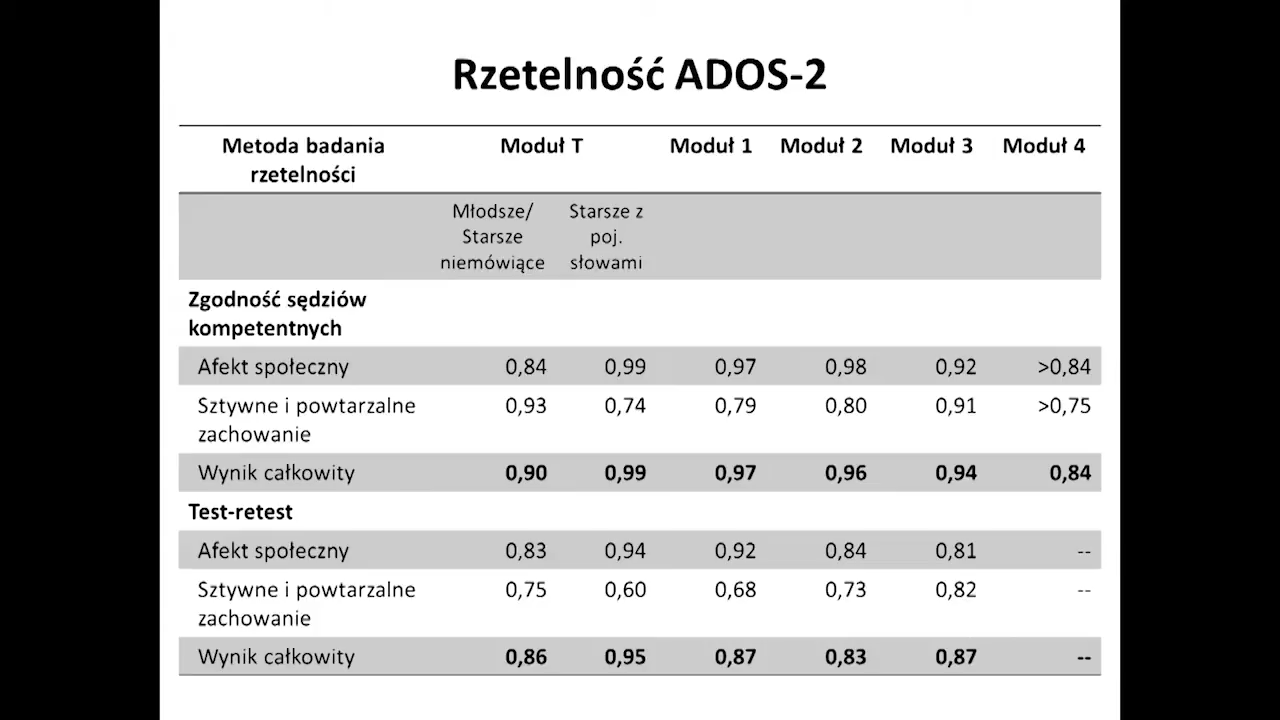 Rzetelność ADOS-2
Metoda badania rzetelności Moduł T Moduł 1 Moduł 2 Moduł 3 Moduł 4
Młodsze/ Starsze niemówiące Starsze z poj. słowami
Zgodność sędziów kompetentnych
Afekt społeczny 0,84 0,99 0,97 0,98 0,92 >0,84
Sztywne i powtarzalne zachowanie 0,93 0,74 0,79 0,80 0,91 >0,75
Wynik całkowity 0,90 0,99 0,97 0,96 0,94 0,84
Test-retest
Afekt społeczny 0,83 0,94 0,92 0,84 0,81 --
Sztywne i powtarzalne zachowanie 0,75 0,60 0,68 0,73 0,82 --
Wynik całkowity 0,86 0,95 0,87 0,83 0,87 --